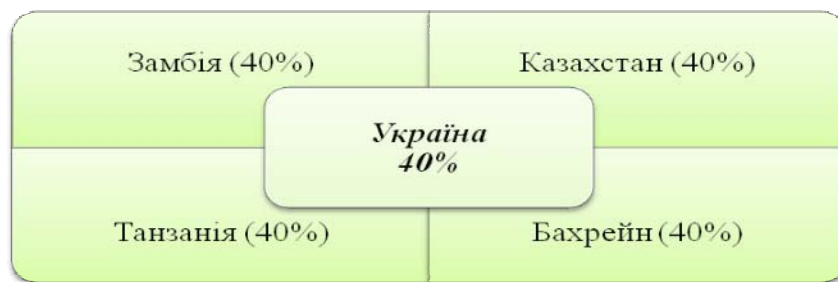 Замбія (40%)
Казахстан (40%)
Україна
40%
Танзанія (40%)
Бахрейн (40%)